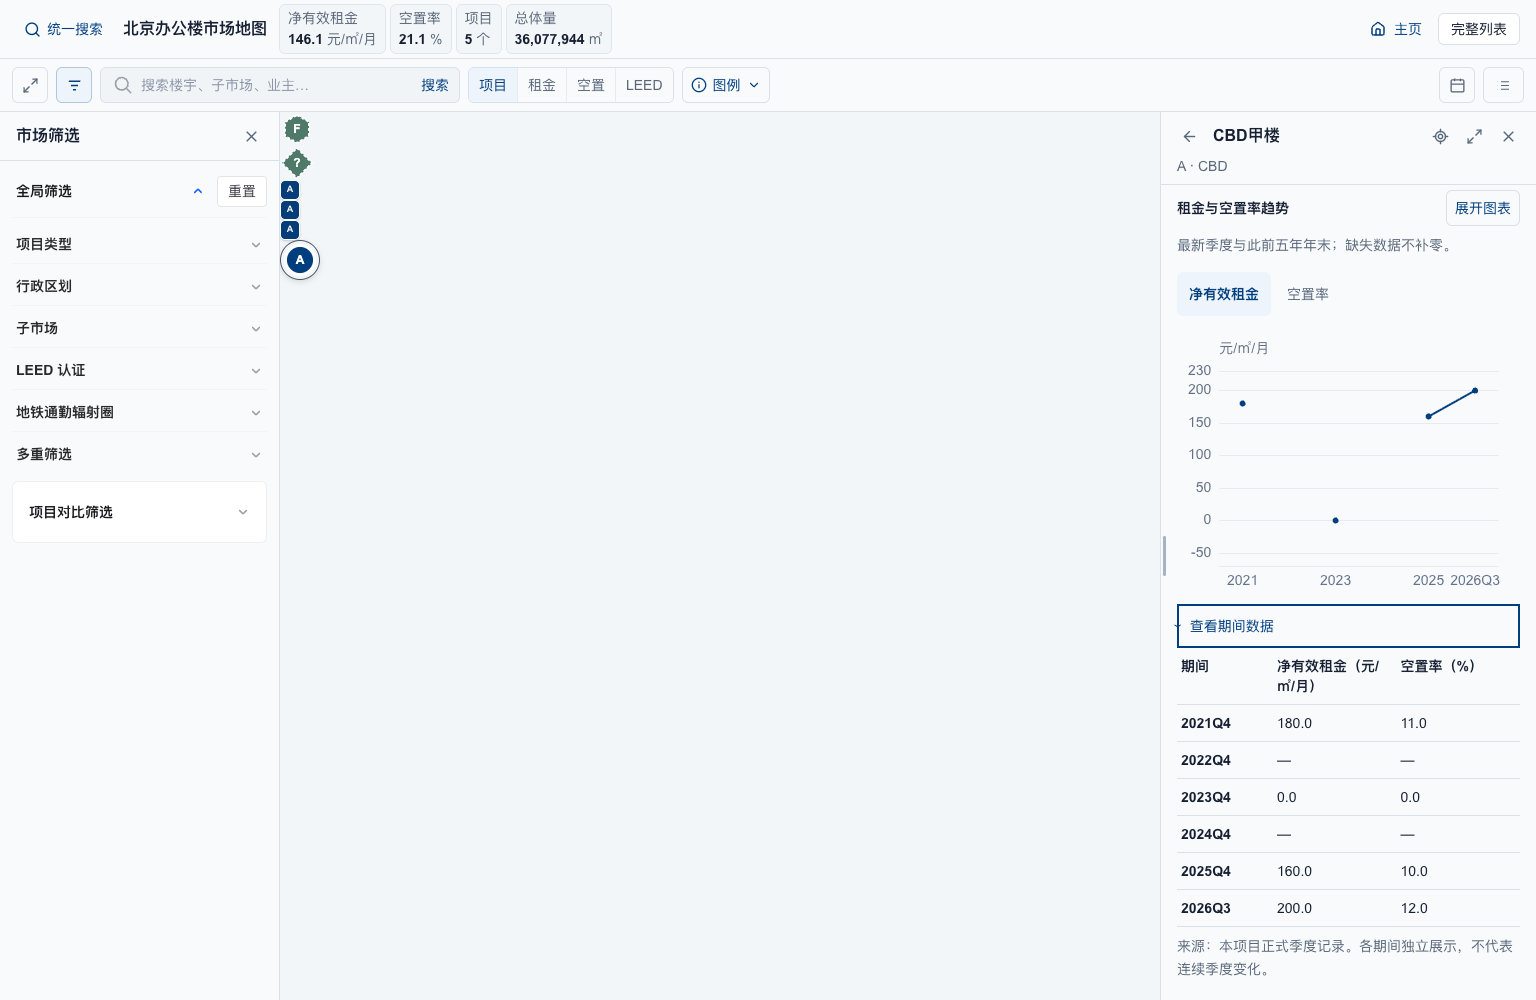 统一搜索
北京办公楼市场地图
净有效租金
146.1 元/㎡/月
空置率
21.1 %
项目
5 个
总体量
36,077,944 ㎡
主页
完整列表
搜索楼宇、子市场、业主…
搜索
项目
租金
空置
LEED
图例
市场筛选
全局筛选
重置
项目类型
行政区划
子市场
LEED 认证
地铁通勤辐射圈
多重筛选
项目对比筛选
F
?
A
A
A
A
CBD甲楼
A · CBD
租金与空置率趋势
展开图表
最新季度与此前五年年末；缺失数据不补零。
净有效租金
空置率
元/㎡/月
230
200
150
100
50
0
-50
2021 2023 2025 2026Q3
查看期间数据
期间 净有效租金（元/㎡/月） 空置率（%）
2021Q4 180.0 11.0
2022Q4 — —
2023Q4 0.0 0.0
2024Q4 — —
2025Q4 160.0 10.0
2026Q3 200.0 12.0
来源：本项目正式季度记录。各期间独立展示，不代表
连续季度变化。